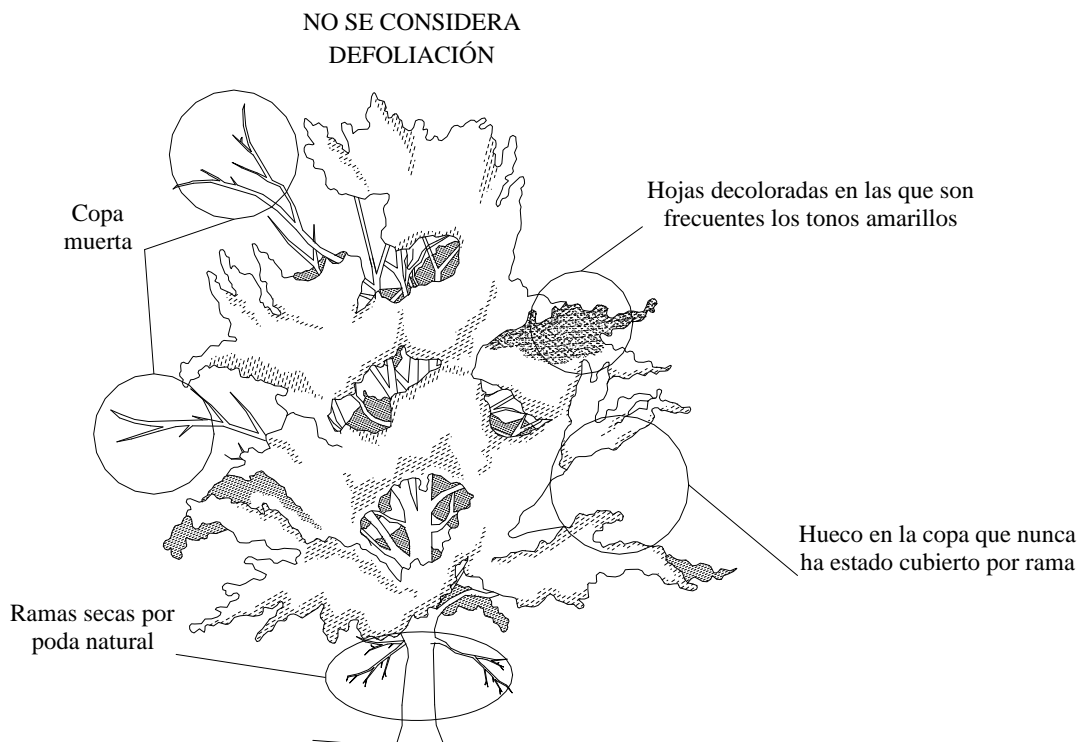 NO SE CONSIDERA
DEFOLIACIÓN
Copa
muerta
Hojas decoloradas en las que son
frecuentes los tonos amarillos
Hueco en la copa que nunca
ha estado cubierto por rama
Ramas secas por
poda natural